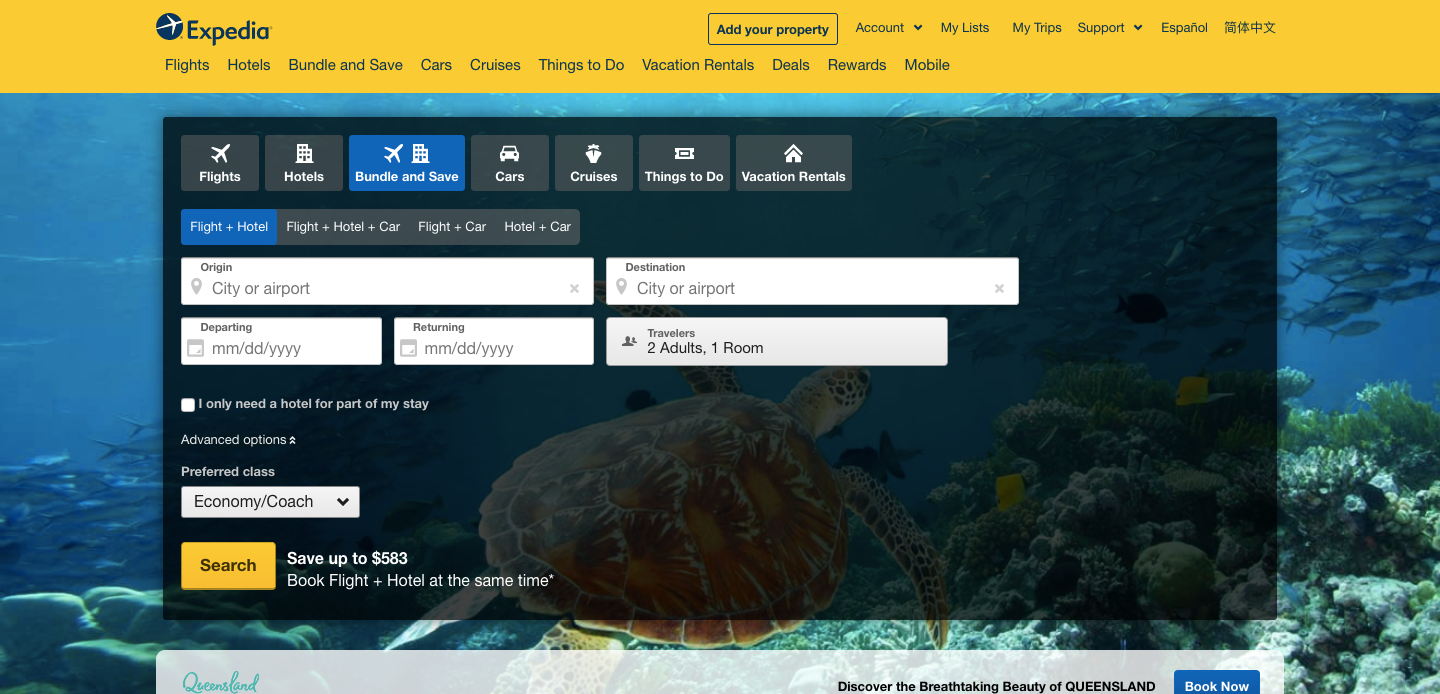 Expedia
Add your property
Account
My Lists
My Trips
Support
Español
简体中文
Flights
Hotels
Bundle and Save
Cars
Cruises
Things to Do
Vacation Rentals
Deals
Rewards
Mobile
Flights
Hotels
Bundle and Save
Cars
Cruises
Things to Do
Vacation Rentals
Flight + Hotel
Flight + Hotel + Car
Flight + Car
Hotel + Car
Origin
City or airport
Destination
City or airport
Departing
mm/dd/yyyy
Returning
mm/dd/yyyy
Travelers
2 Adults, 1 Room
I only need a hotel for part of my stay
Advanced options
Preferred class
Economy/Coach
Search
Save up to $583
Book Flight + Hotel at the same time*
Queensland
Discover the Breathtaking Beauty of QUEENSLAND
Book Now